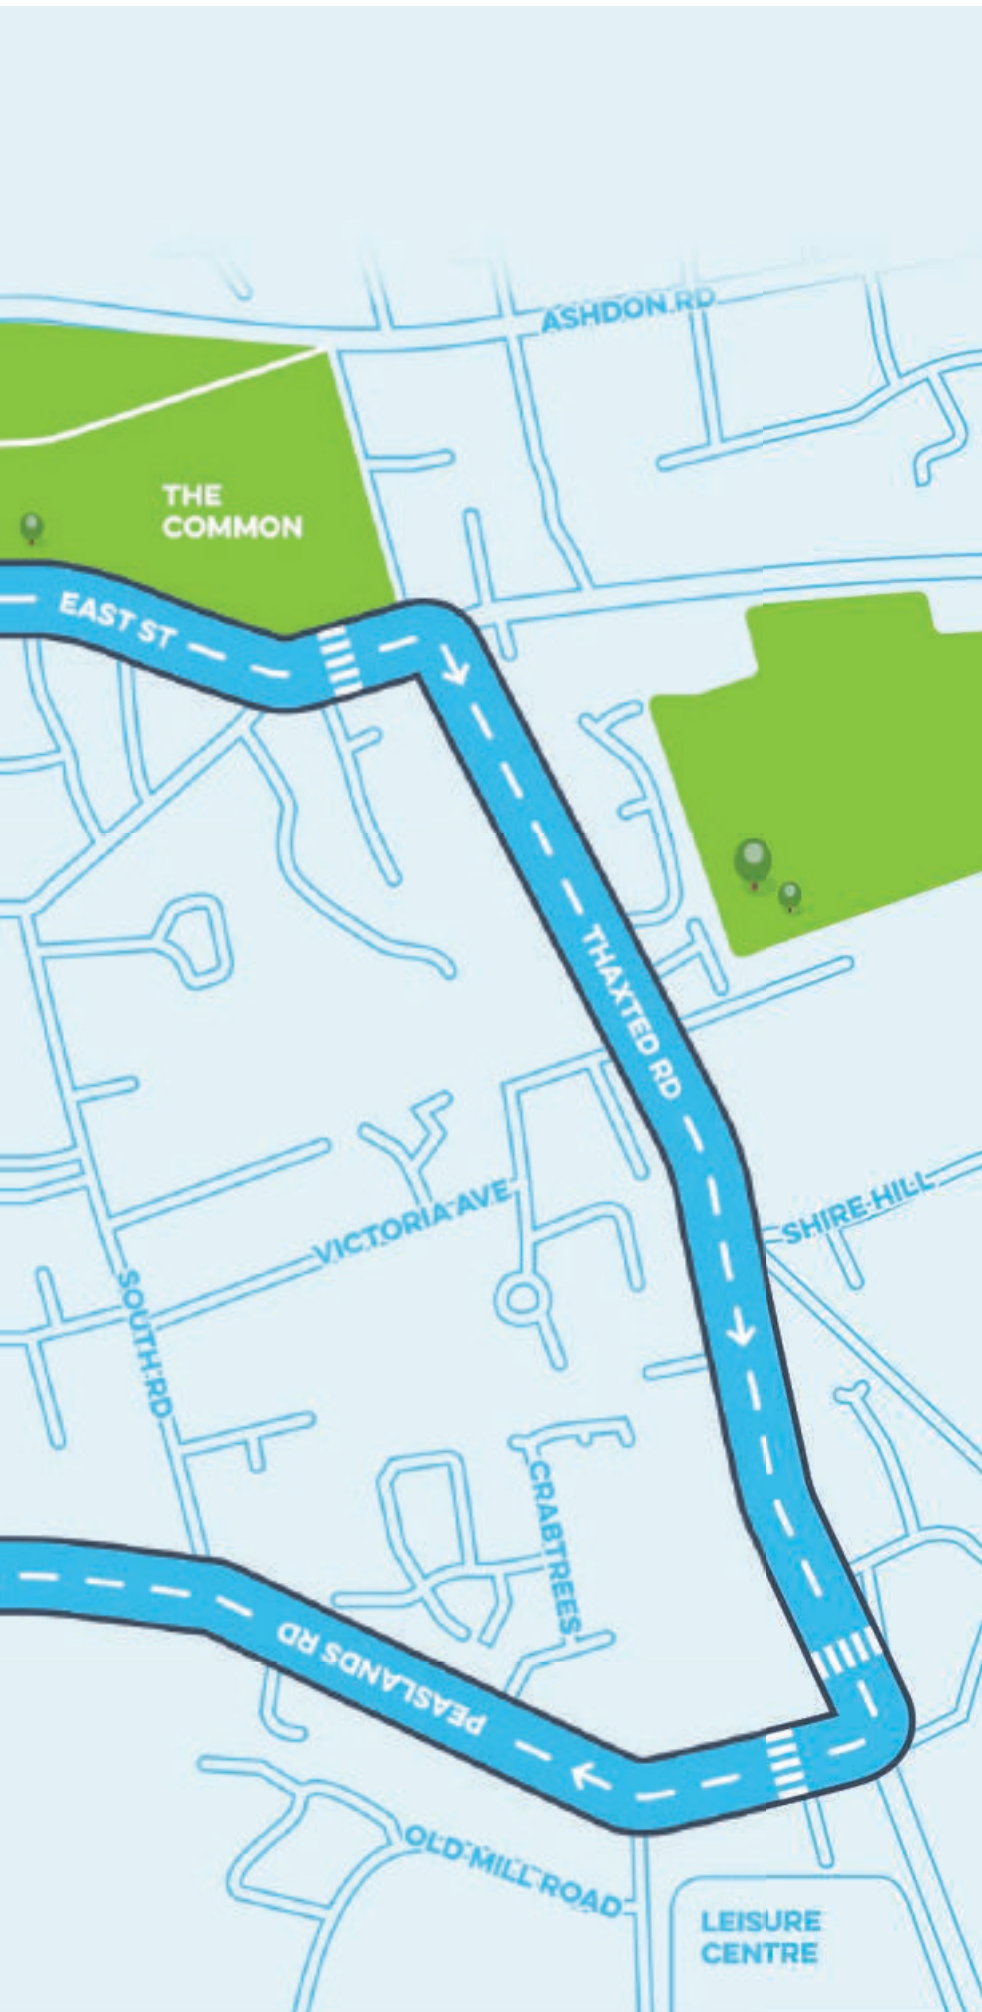 ASHDON RD
THE
COMMON
EAST ST
THAXTED RD
VICTORIA AVE
SHIRE HILL
SOUTH RD
CRABTREES
PEASLANDS RD
OLD MILL ROAD
LEISURE
CENTRE